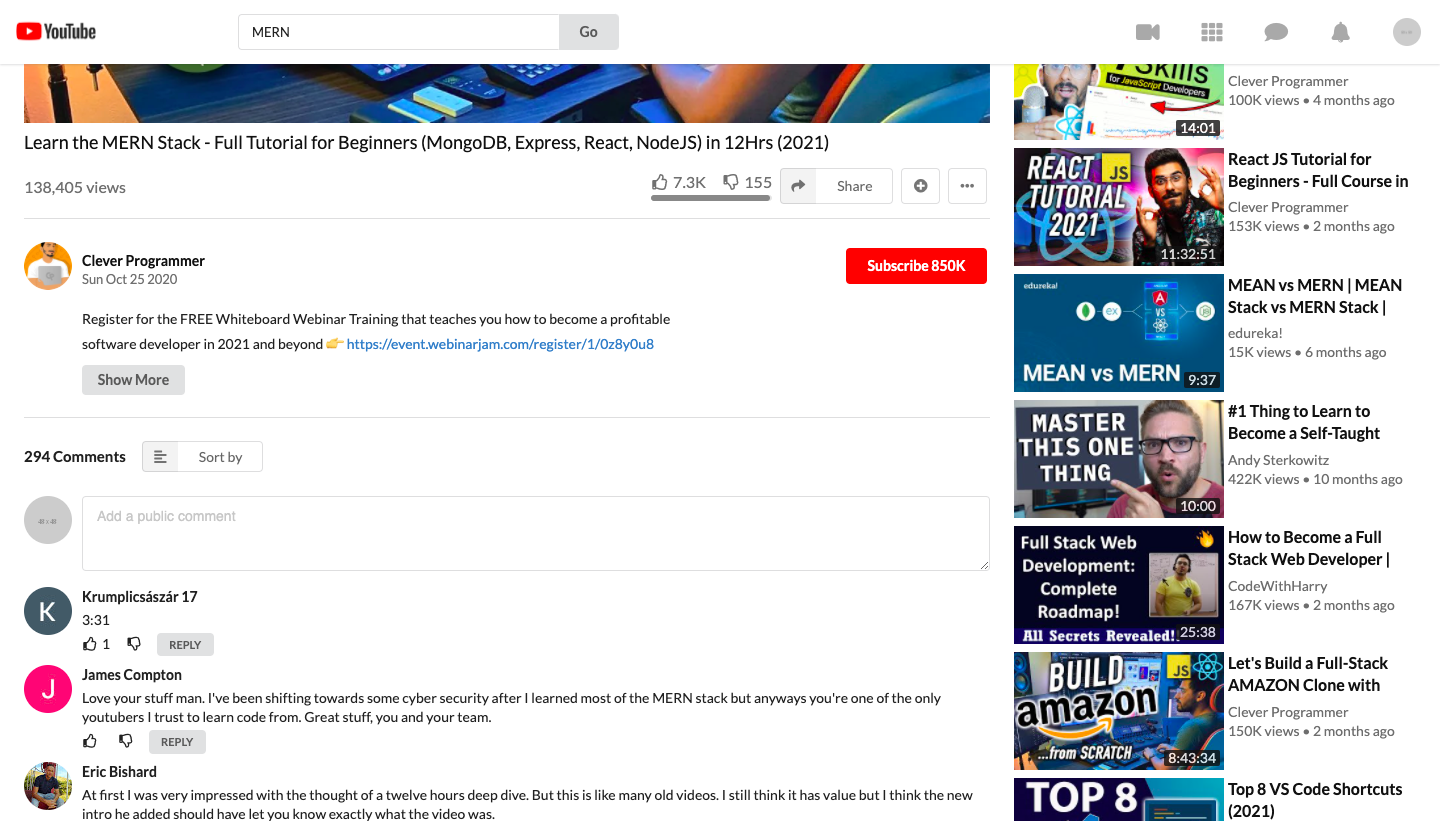 YouTube
MERN
Go
Learn the MERN Stack - Full Tutorial for Beginners (MongoDB, Express, React, NodeJS) in 12Hrs (2021)
138,405 views
7.3K
155
Share
Clever Programmer
Sun Oct 25 2020
Subscribe 850K
Register for the FREE Whiteboard Webinar Training that teaches you how to become a profitable
software developer in 2021 and beyond 👉 https://event.webinarjam.com/register/1/0z8y0u8
Show More
294 Comments
Sort by
48 x 48
Add a public comment
K
Krumplicsászár 17
3:31
1
REPLY
J
James Compton
Love your stuff man. I've been shifting towards some cyber security after I learned most of the MERN stack but anyways you're one of the only
youtubers I trust to learn code from. Great stuff, you and your team.
REPLY
Eric Bishard
At first I was very impressed with the thought of a twelve hours deep dive. But this is like many old videos. I still think it has value but I think the new
intro he added should have let you know exactly what the video was.
Skills
for JavaScript Developers
14:01
Clever Programmer
100K views • 4 months ago
REACT JS
TUTORIAL
2021
11:32:51
React JS Tutorial for
Beginners - Full Course in
Clever Programmer
153K views • 2 months ago
edureka!
ex
A
VS
MEAN vs MERN
9:37
MEAN vs MERN | MEAN
Stack vs MERN Stack |
edureka!
15K views • 6 months ago
MASTER
THIS ONE
THING
10:00
#1 Thing to Learn to
Become a Self-Taught
Andy Sterkowitz
422K views • 10 months ago
Full Stack Web
Development:
Complete
Roadmap!
All Secrets Revealed!!
25:38
How to Become a Full
Stack Web Developer |
CodeWithHarry
167K views • 2 months ago
BUILD JS
amazon
...from SCRATCH
8:43:34
Let's Build a Full-Stack
AMAZON Clone with
Clever Programmer
150K views • 2 months ago
TOP 8
Top 8 VS Code Shortcuts
(2021)